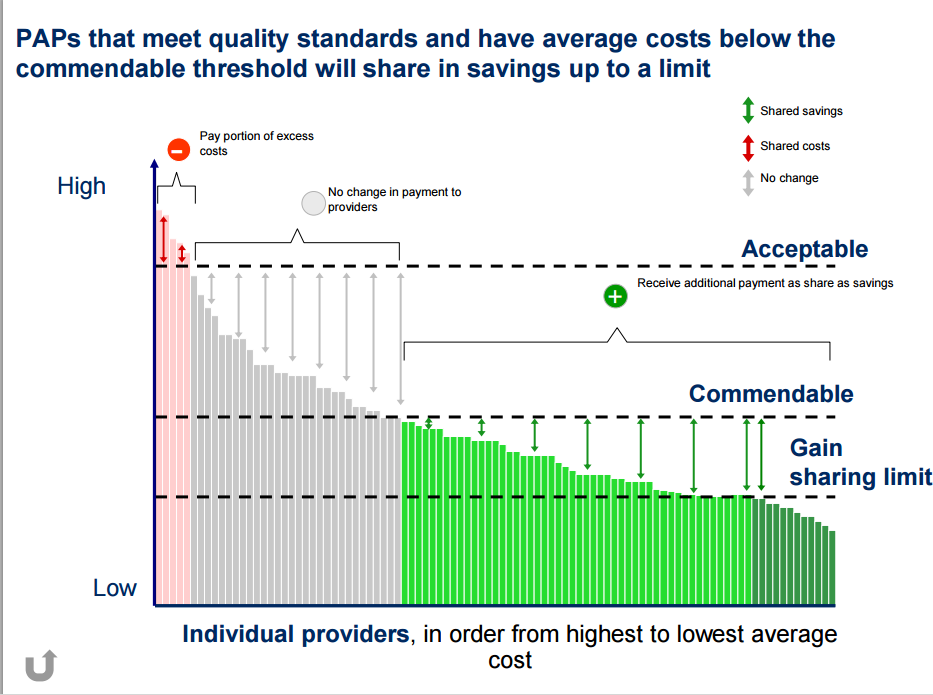 PAPs that meet quality standards and have average costs below the
commendable threshold will share in savings up to a limit
Shared savings
Shared costs
No change
Pay portion of excess
costs
High
No change in payment to
providers
Acceptable
Receive additional payment as share as savings
Commendable
Gain
sharing limit
Low
Individual providers, in order from highest to lowest average
cost